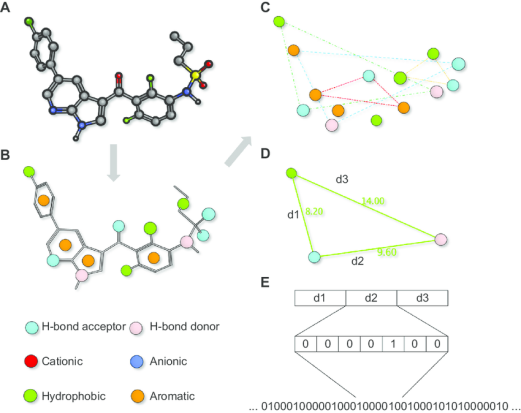 A
C
B
D
d3
8.20
14.00
d1
d2
9.60
E
d1 d2 d3
0 0 0 0 1 0 0
H-bond acceptor H-bond donor
Cationic Anionic
Hydrophobic Aromatic
... 0100010000010001000010010001010100000010 ...